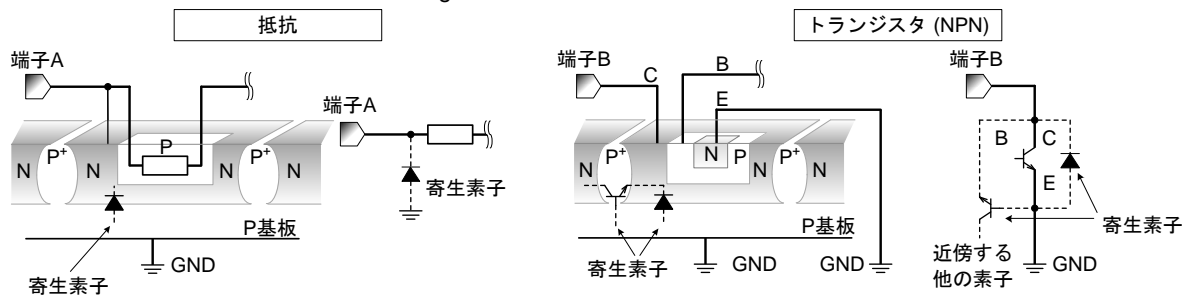 抵抗
端子A
端子A
N
P+
N
P
N
P+
N
寄生素子
P基板
GND
寄生素子
トランジスタ (NPN)
端子B
C
B
E
N
P+
N
N
P
N
P+
N
P基板
寄生素子
GND
GND
端子B
B
C
E
寄生素子
近傍する
他の素子
GND